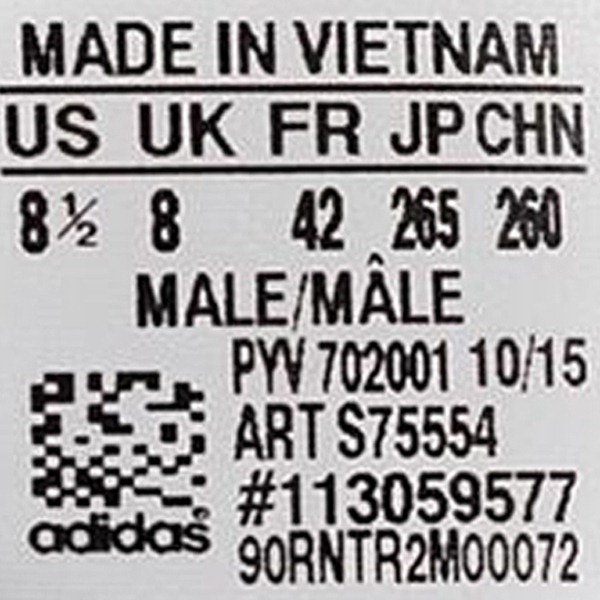 MADE IN VIETNAM
US UK FR JP CHN
8½ 8 42 265 260
MALE/MÂLE
PYV 702001 10/15
ART S75554
#113059577
adidas®
90RNTR2M00072